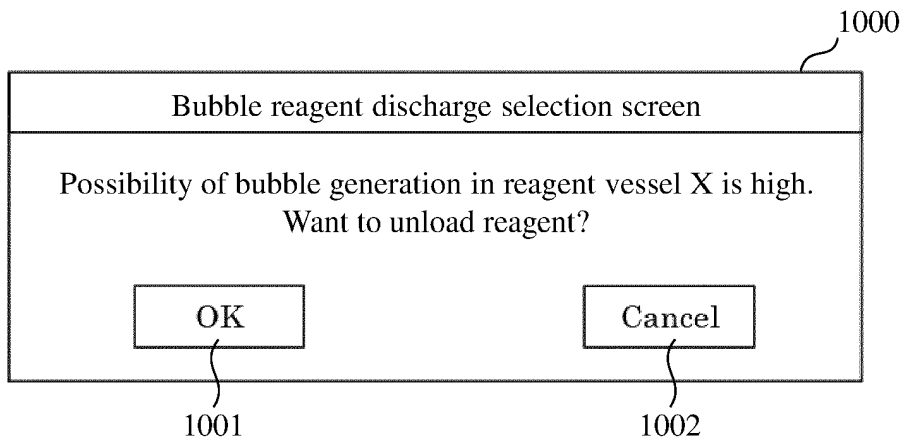 1000
Bubble reagent discharge selection screen
Possibility of bubble generation in reagent vessel X is high.
Want to unload reagent?
OK
Cancel
1001
1002